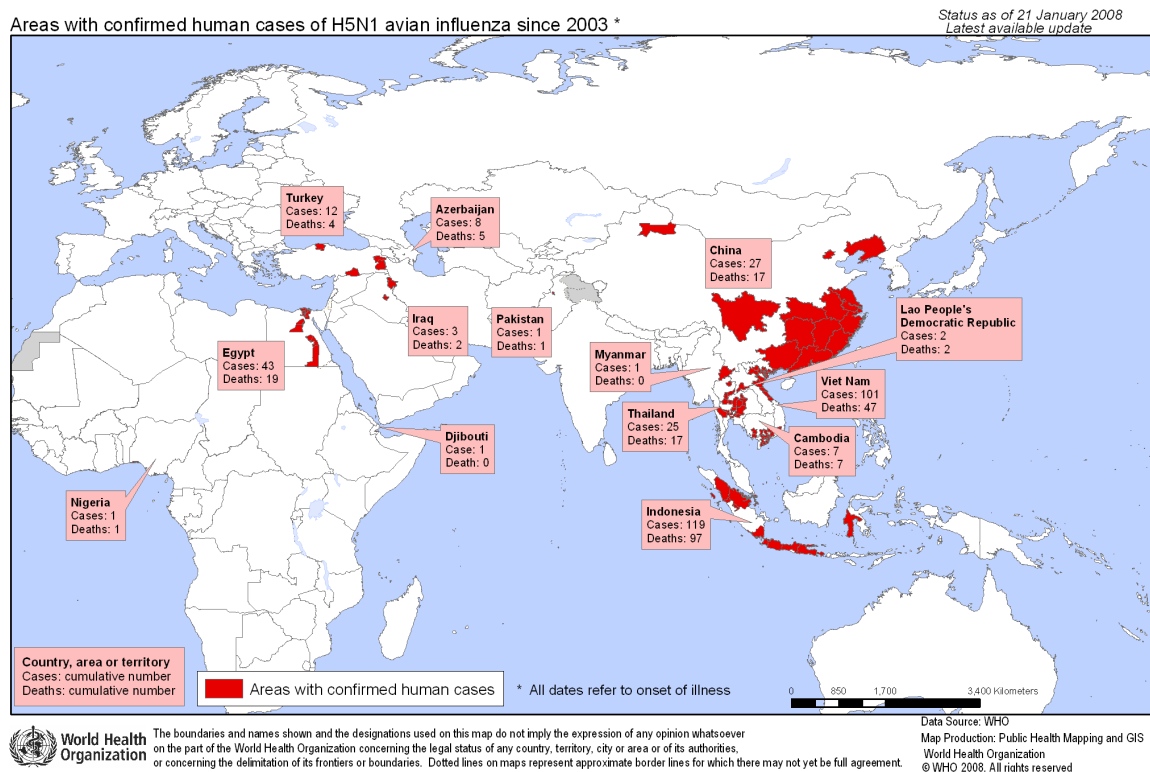 Areas with confirmed human cases of H5N1 avian influenza since 2003 *
Status as of 21 January 2008
Latest available update
Turkey
Cases: 12
Deaths: 4
Azerbaijan
Cases: 8
Deaths: 5
China
Cases: 27
Deaths: 17
Iraq
Cases: 3
Deaths: 2
Pakistan
Cases: 1
Deaths: 1
Lao People's
Democratic Republic
Cases: 2
Deaths: 2
Egypt
Cases: 43
Deaths: 19
Myanmar
Cases: 1
Deaths: 0
Viet Nam
Cases: 101
Deaths: 47
Thailand
Cases: 25
Deaths: 17
Djibouti
Case: 1
Death: 0
Cambodia
Cases: 7
Deaths: 7
Nigeria
Cases: 1
Deaths: 1
Indonesia
Cases: 119
Deaths: 97
Country, area or territory
Cases: cumulative number
Deaths: cumulative number
Areas with confirmed human cases
* All dates refer to onset of illness
0 850 1,700 3,400 Kilometers
World Health
Organization
The boundaries and names shown and the designations used on this map do not imply the expression of any opinion whatsoever
on the part of the World Health Organization concerning the legal status of any country, territory, city or area or of its authorities,
or concerning the delimitation of its frontiers or boundaries. Dotted lines on maps represent approximate border lines for which there may not yet be full agreement.
Data Source: WHO
Map Production: Public Health Mapping and GIS
World Health Organization
© WHO 2008. All rights reserved